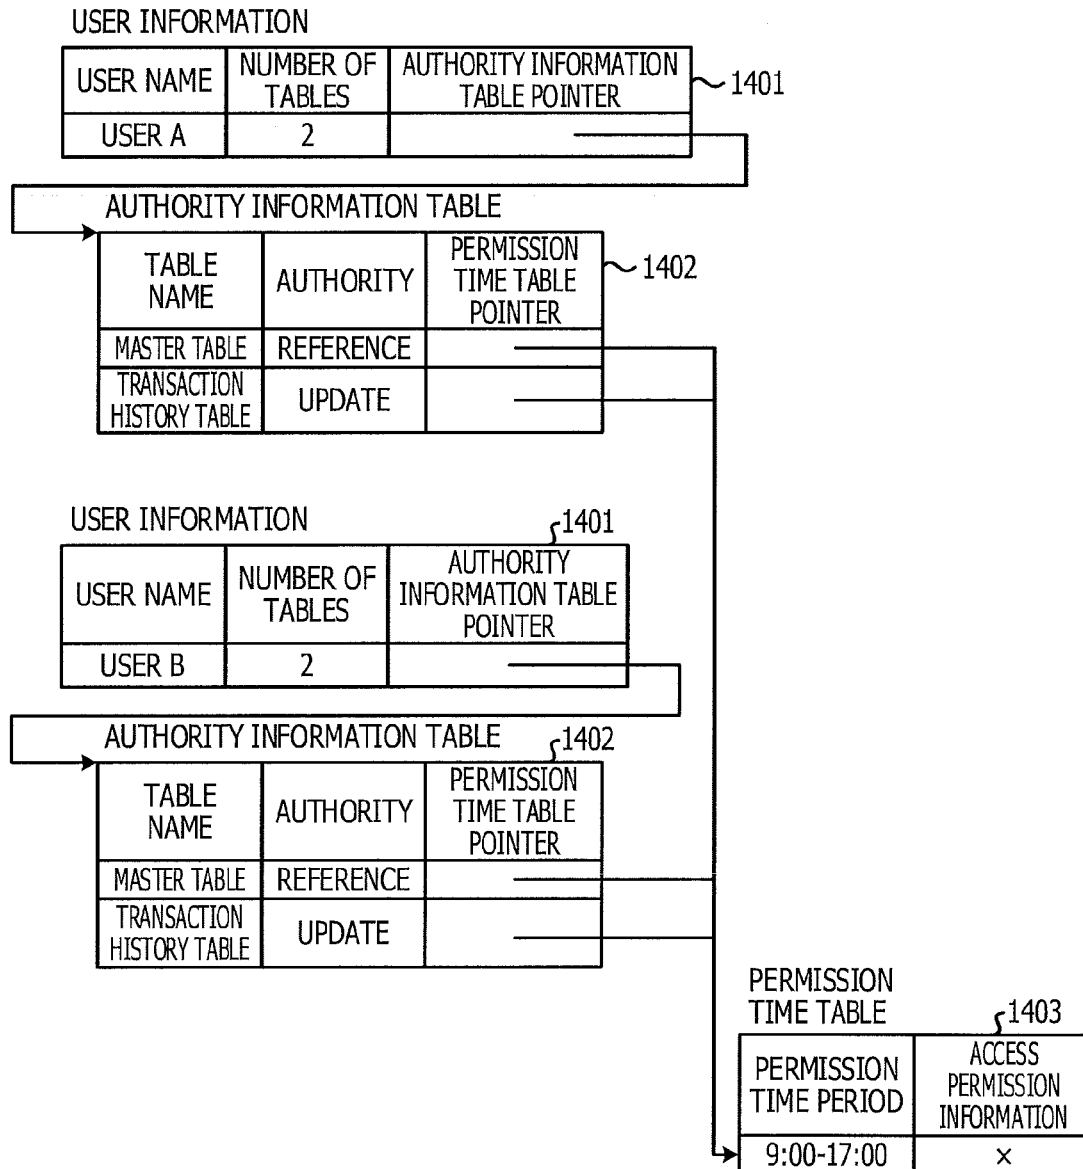 USER INFORMATION
USER NAME
NUMBER OF
TABLES
AUTHORITY INFORMATION
TABLE POINTER
1401
USER A
2
AUTHORITY INFORMATION TABLE
TABLE
NAME
AUTHORITY
PERMISSION
TIME TABLE
POINTER
1402
MASTER TABLE
REFERENCE
TRANSACTION
HISTORY TABLE
UPDATE
USER INFORMATION
1401
USER NAME
NUMBER OF
TABLES
AUTHORITY
INFORMATION TABLE
POINTER
USER B
2
AUTHORITY INFORMATION TABLE
1402
TABLE
NAME
AUTHORITY
PERMISSION
TIME TABLE
POINTER
MASTER TABLE
REFERENCE
TRANSACTION
HISTORY TABLE
UPDATE
PERMISSION
TIME TABLE
1403
PERMISSION
TIME PERIOD
ACCESS
PERMISSION
INFORMATION
9:00-17:00
×